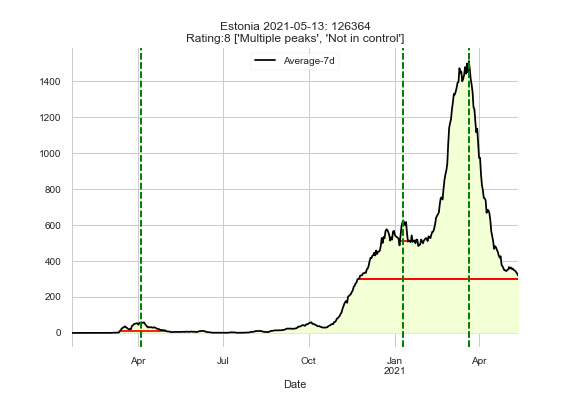 Estonia 2021-05-13: 126364
Rating:8 ['Multiple peaks', 'Not in control']
Average-7d
1400
1200
1000
800
600
400
200
0
Apr
Jul
Oct
Jan
2021
Apr
Date